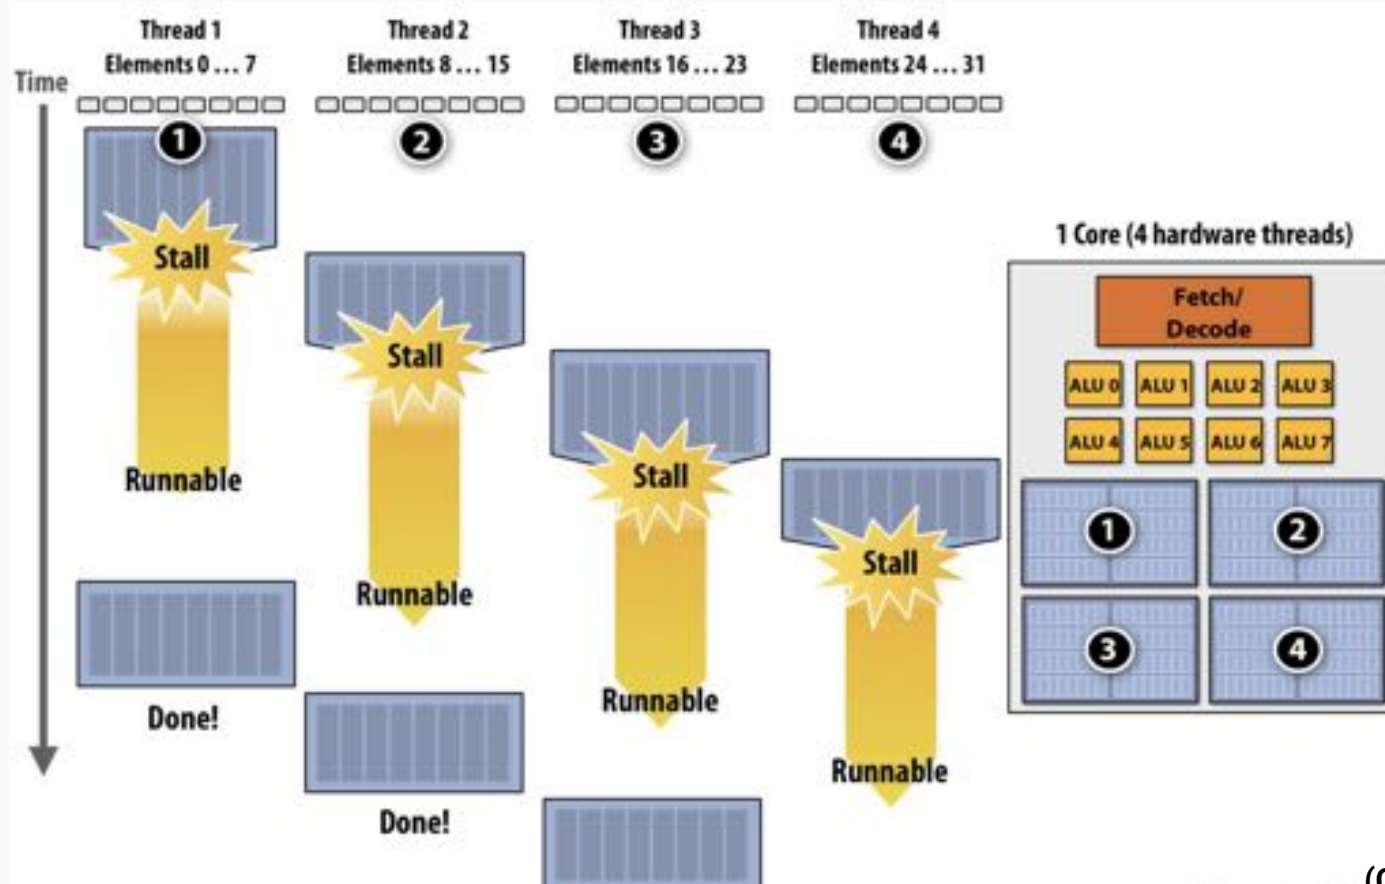 Thread 1
Elements 0 ... 7
Thread 2
Elements 8 ... 15
Thread 3
Elements 16 ... 23
Thread 4
Elements 24 ... 31
Time
1
2
3
4
Stall
Stall
Stall
Stall
Runnable
Runnable
Runnable
Runnable
Done!
Done!
1 Core (4 hardware threads)
Fetch/
Decode
ALU 0 ALU 1 ALU 2 ALU 3
ALU 4 ALU 5 ALU 6 ALU 7
1 2
3 4